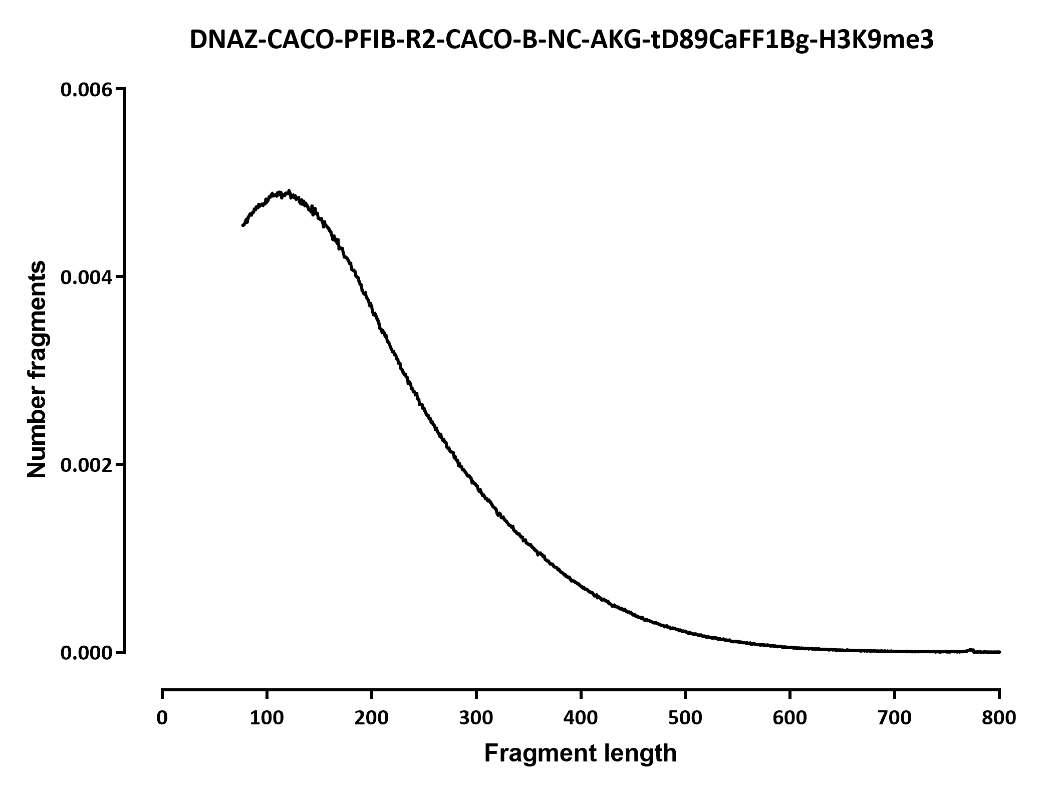 DNAZ-CACO-PFIB-R2-CACO-B-NC-AKG-tD89CaFF1Bg-H3K9me3
0.006
0.004
0.002
0.000
Number fragments
0 100 200 300 400 500 600 700 800
Fragment length